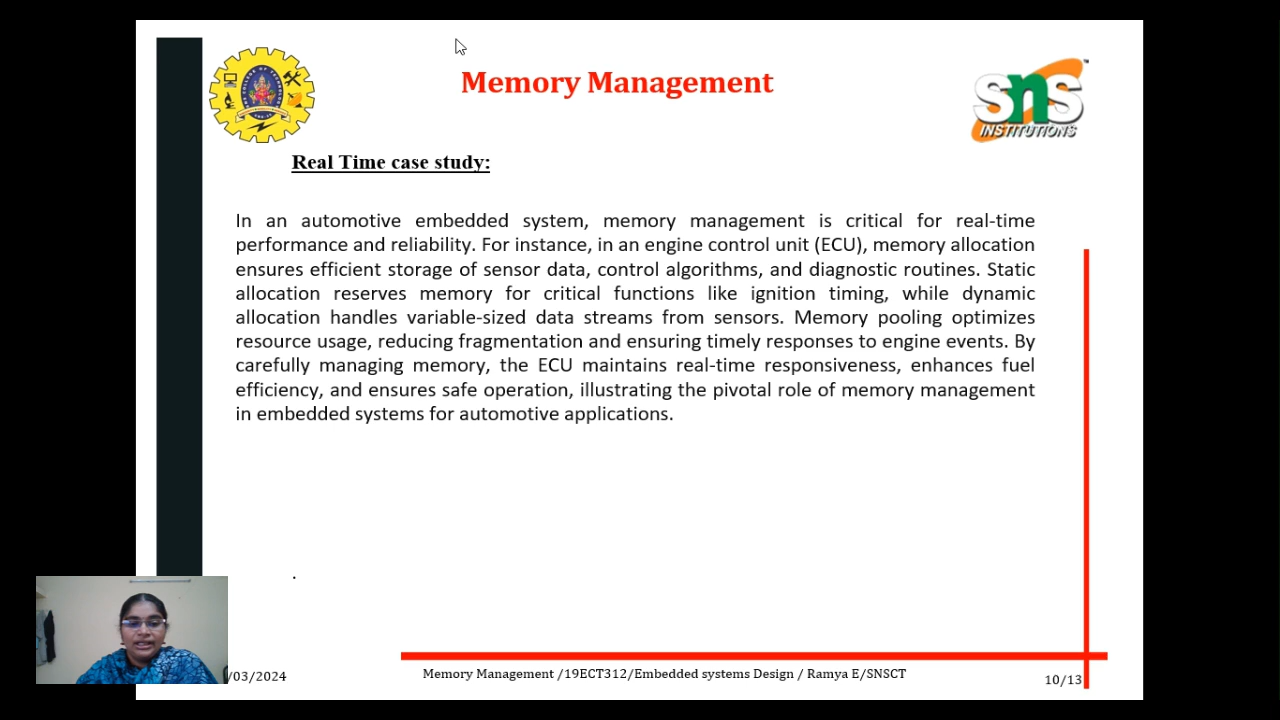 Memory Management
SNS
INSTITUTIONS
TM
Real Time case study:
In an automotive embedded system, memory management is critical for real-time
performance and reliability. For instance, in an engine control unit (ECU), memory allocation
ensures efficient storage of sensor data, control algorithms, and diagnostic routines. Static
allocation reserves memory for critical functions like ignition timing, while dynamic
allocation handles variable-sized data streams from sensors. Memory pooling optimizes
resource usage, reducing fragmentation and ensuring timely responses to engine events. By
carefully managing memory, the ECU maintains real-time responsiveness, enhances fuel
efficiency, and ensures safe operation, illustrating the pivotal role of memory management
in embedded systems for automotive applications.
.
/03/2024
Memory Management /19ECT312/Embedded systems Design / Ramya E/SNSCT
10/13